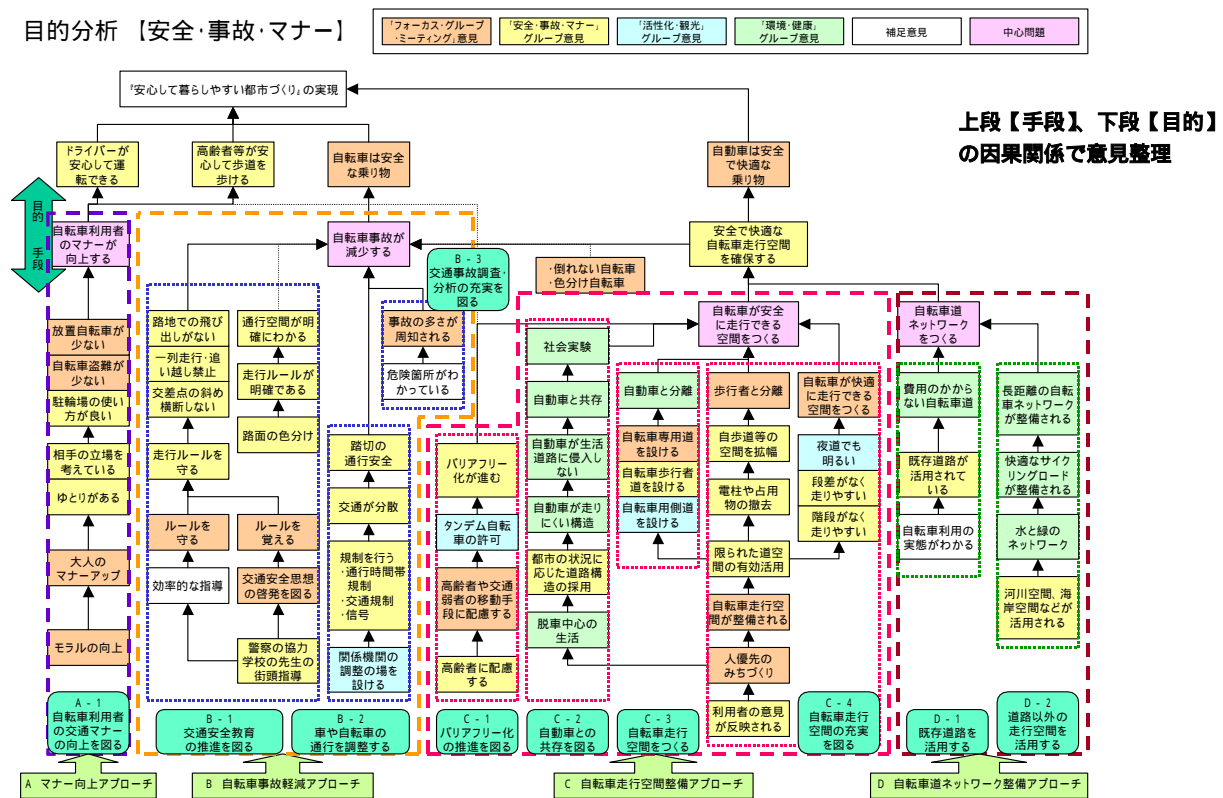 目的分析 【安全・事故・マナー】
「フォーカス・グループ
・ミーティング」意見
「安全・事故・マナー」
グループ意見
「活性化・観光」
グループ意見
「環境・健康」
グループ意見
補足意見
中心問題
上段【手段】、下段【目的】
の因果関係で意見整理
『安心して暮らしやすい都市づくり』の実現
ドライバーが
安心して運
転できる
高齢者等が安
心して歩道を
歩ける
自転車は安全
な乗り物
自動車は安全
で快適な
乗り物
目的
手段
自転車利用者
のマナーが
向上する
自転車事故が
減少する
安全で快適な
自転車走行空間
を確保する
B - 3
交通事故調査・
分析の充実を
図る
・倒れない自転車
・色分け自転車
自転車が安全
に走行できる
空間をつくる
自転車道
ネットワーク
をつくる
放置自転車が
少ない
自転車盗難が
少ない
駐輪場の使い
方が良い
相手の立場を
考えている
ゆとりがある
大人の
マナーアップ
モラルの向上
A - 1
自転車利用者
の交通マナー
の向上を図る
路地での飛び
出しがない
一列走行・追
い越し禁止
交差点の斜め
横断しない
走行ルールを
守る
ルールを
守る
効率的な指導
通行空間が明
確にわかる
走行ルールが
明確である
路面の色分け
ルールを
覚える
交通安全思想
の啓発を図る
警察の協力
学校の先生の
街頭指導
B - 1
交通安全教育
の推進を図る
事故の多さが
周知される
危険箇所がわ
かっている
踏切の
通行安全
交通が分散
規制を行う
・通行時間帯
規制
・交通規制
・信号
関係機関の
調整の場を
設ける
B - 2
車や自転車の
通行を調整する
バリアフリー
化が進む
タンデム自転
車の許可
高齢者や交通
弱者の移動手
段に配慮する
高齢者に配慮
する
C - 1
バリアフリー化
の推進を図る
社会実験
自動車と共存
自動車が生活
道路に侵入し
ない
自動車が走り
にくい構造
都市の状況に
応じた道路構
造の採用
脱車中心の
生活
C - 2
自動車との
共存を図る
自動車と分離
自転車専用道
を設ける
自転車歩行者
道を設ける
自転車用側道
を設ける
C - 3
自転車走行
空間をつくる
歩行者と分離
自歩道等の
空間を拡幅
電柱や占用
物の撤去
限られた道空
間の有効活用
自転車走行空
間が整備される
人優先の
みちづくり
利用者の意見
が反映される
自転車が快適
に走行できる
空間をつくる
夜道でも
明るい
段差がなく
走りやすい
階段がなく
走りやすい
C - 4
自転車走行
空間の充実
を図る
費用のかから
ない自転車道
既存道路が
活用されて
いる
自転車利用の
実態がわかる
D - 1
既存道路を
活用する
長距離の自転
車ネットワーク
が整備される
快適なサイク
リングロード
が整備される
水と緑の
ネットワーク
河川空間、海
岸空間などが
活用される
D - 2
道路以外の
走行空間を
活用する
A マナー向上アプローチ
B 自転車事故軽減アプローチ
C 自転車走行空間整備アプローチ
D 自転車道ネットワーク整備アプローチ